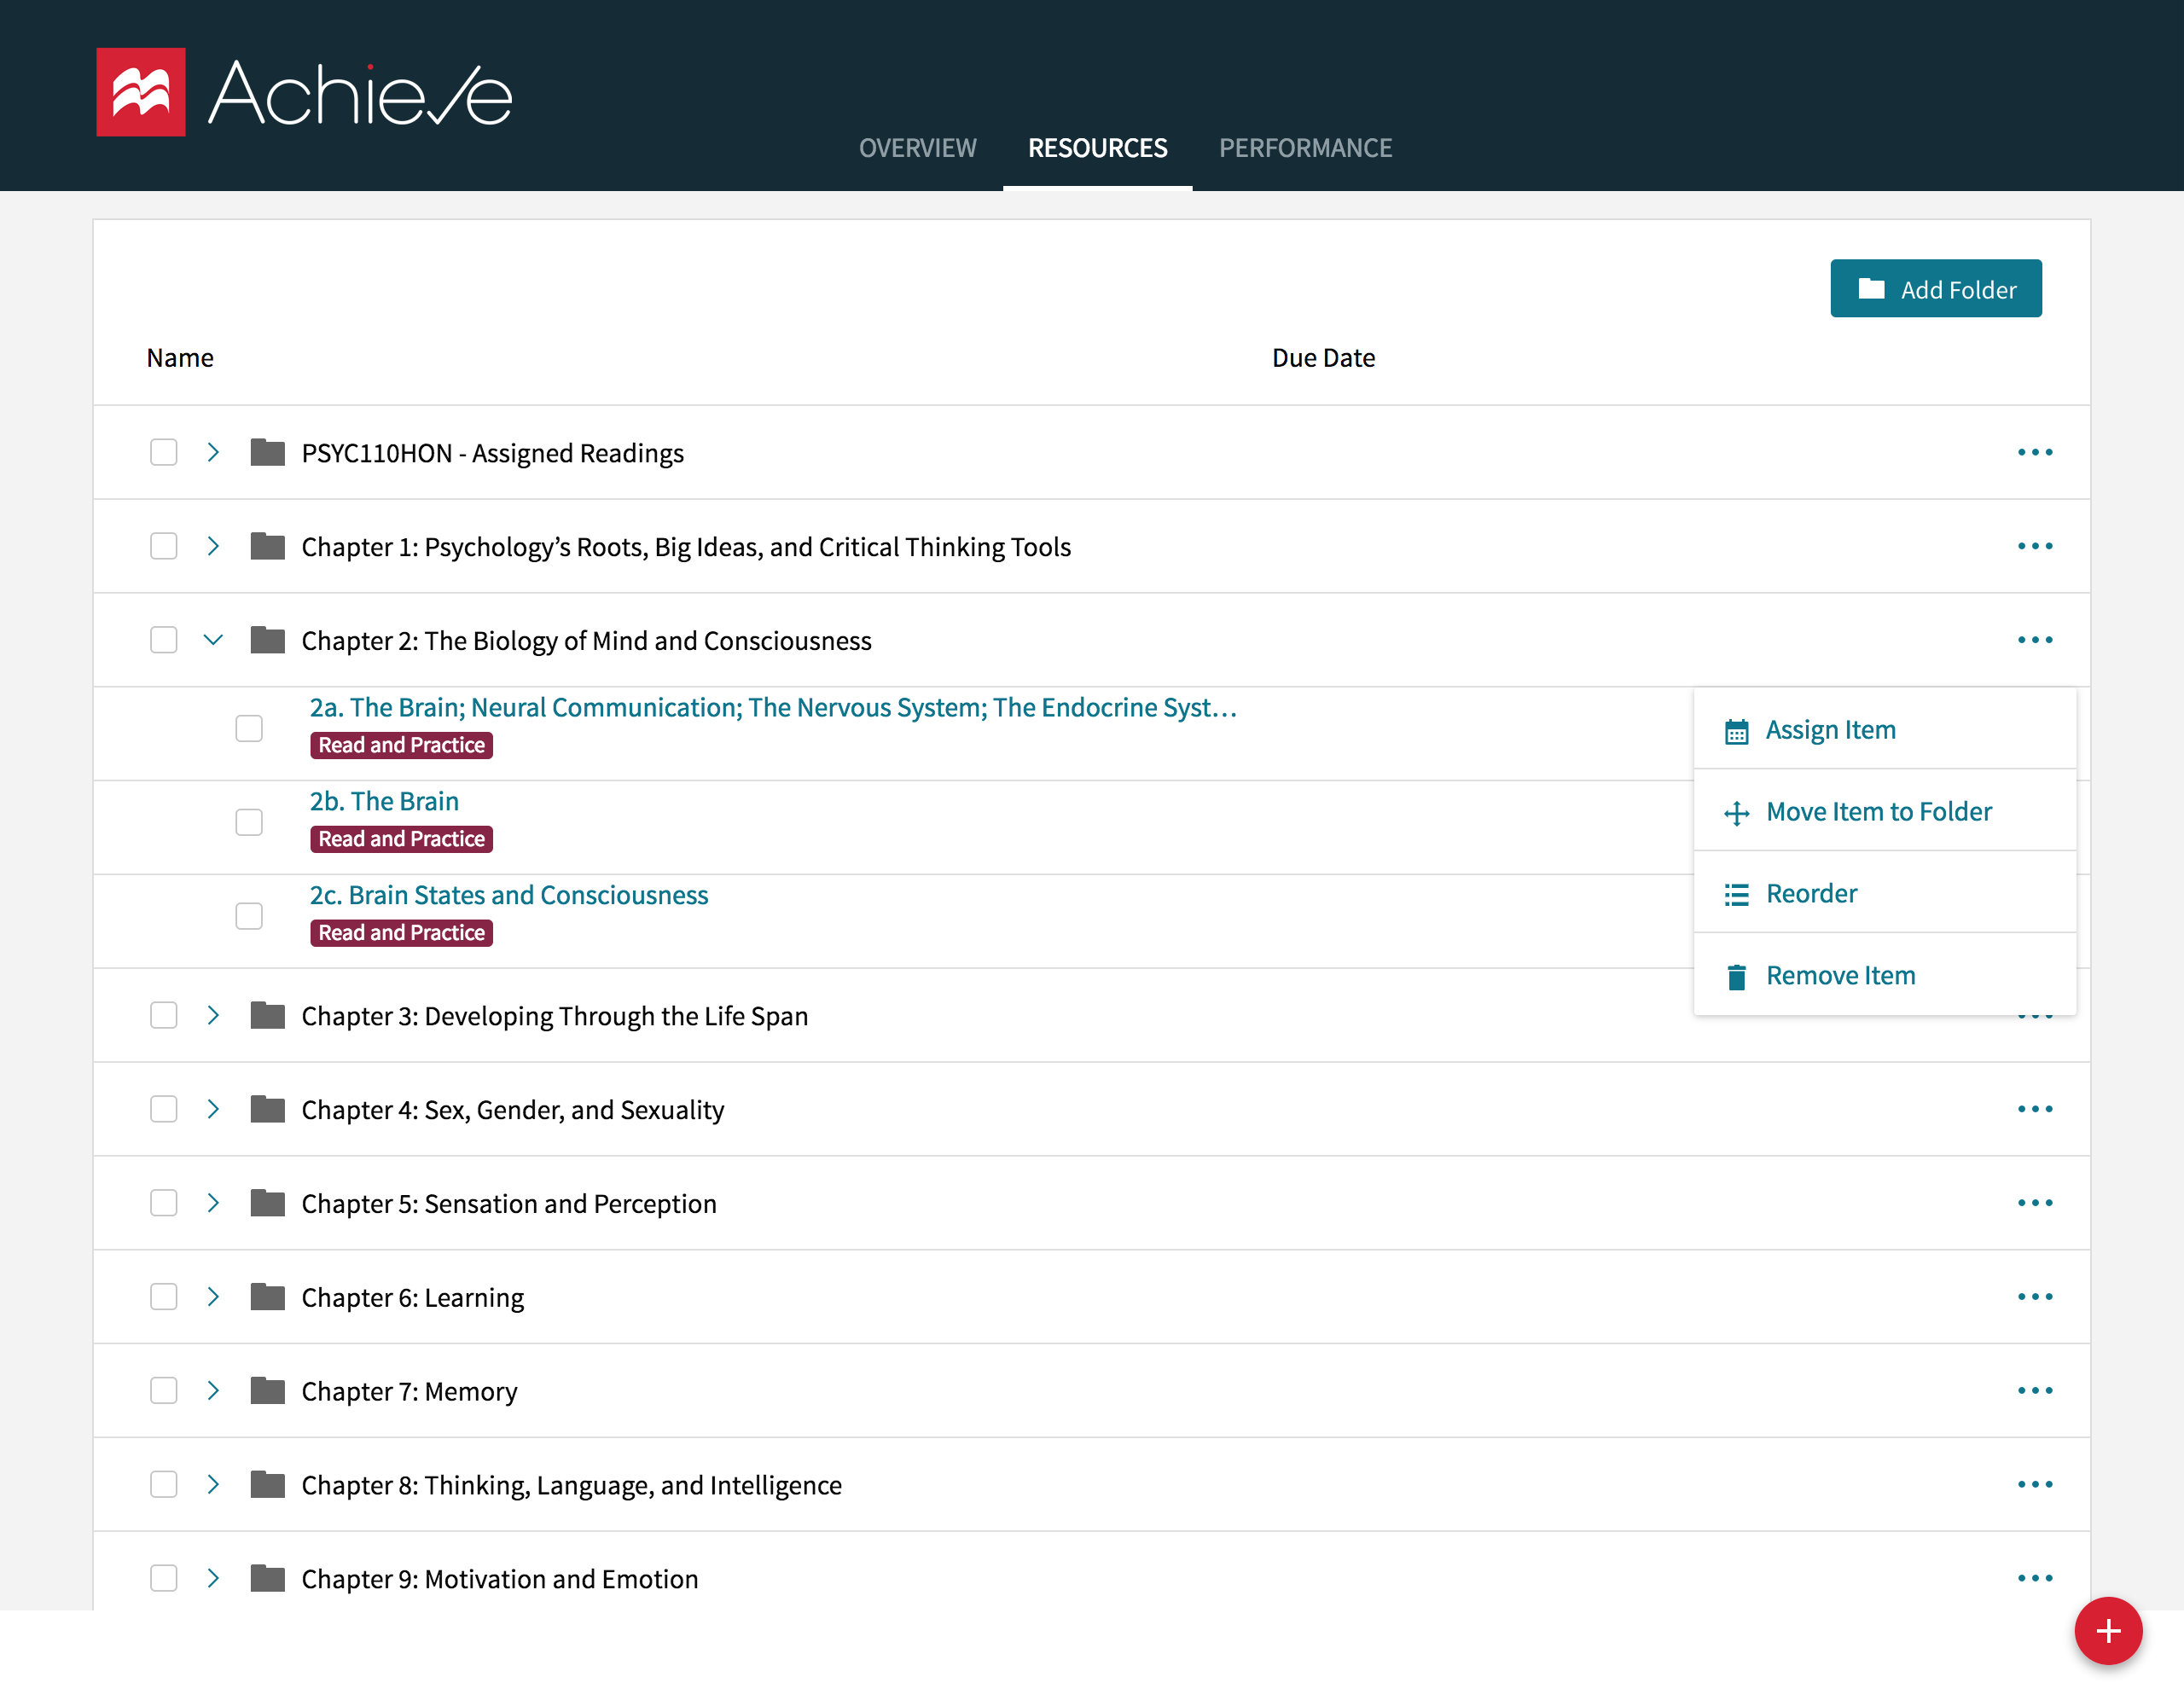 Achieve
OVERVIEW RESOURCES PERFORMANCE
Add Folder
Name Due Date
PSYC110HON - Assigned Readings
Chapter 1: Psychology’s Roots, Big Ideas, and Critical Thinking Tools
Chapter 2: The Biology of Mind and Consciousness
2a. The Brain; Neural Communication; The Nervous System; The Endocrine Syst…
Read and Practice
2b. The Brain
Read and Practice
2c. Brain States and Consciousness
Read and Practice
Assign Item
Move Item to Folder
Reorder
Remove Item
Chapter 3: Developing Through the Life Span
Chapter 4: Sex, Gender, and Sexuality
Chapter 5: Sensation and Perception
Chapter 6: Learning
Chapter 7: Memory
Chapter 8: Thinking, Language, and Intelligence
Chapter 9: Motivation and Emotion